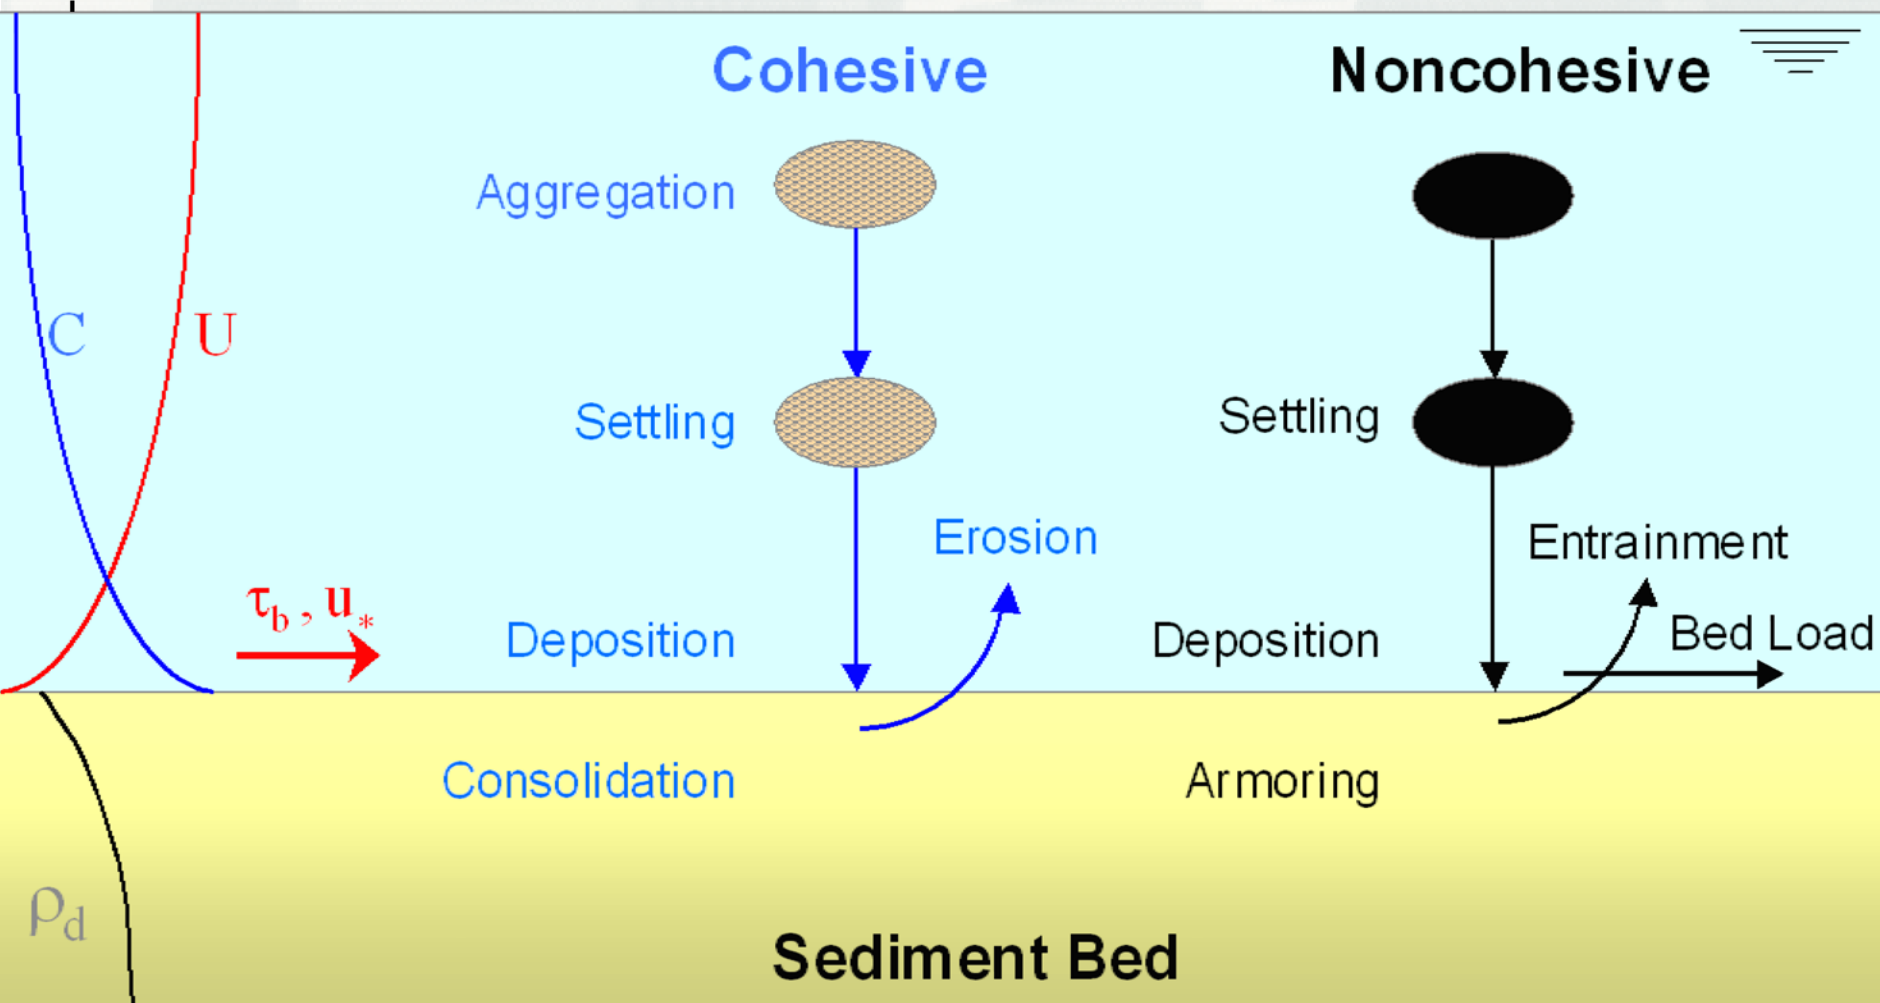 Cohesive
Noncohesive
Aggregation
C
U
Settling
Settling
Erosion
Entrainment
τb , u*
Deposition
Deposition
Bed Load
Consolidation
Armoring
ρd
Sediment Bed